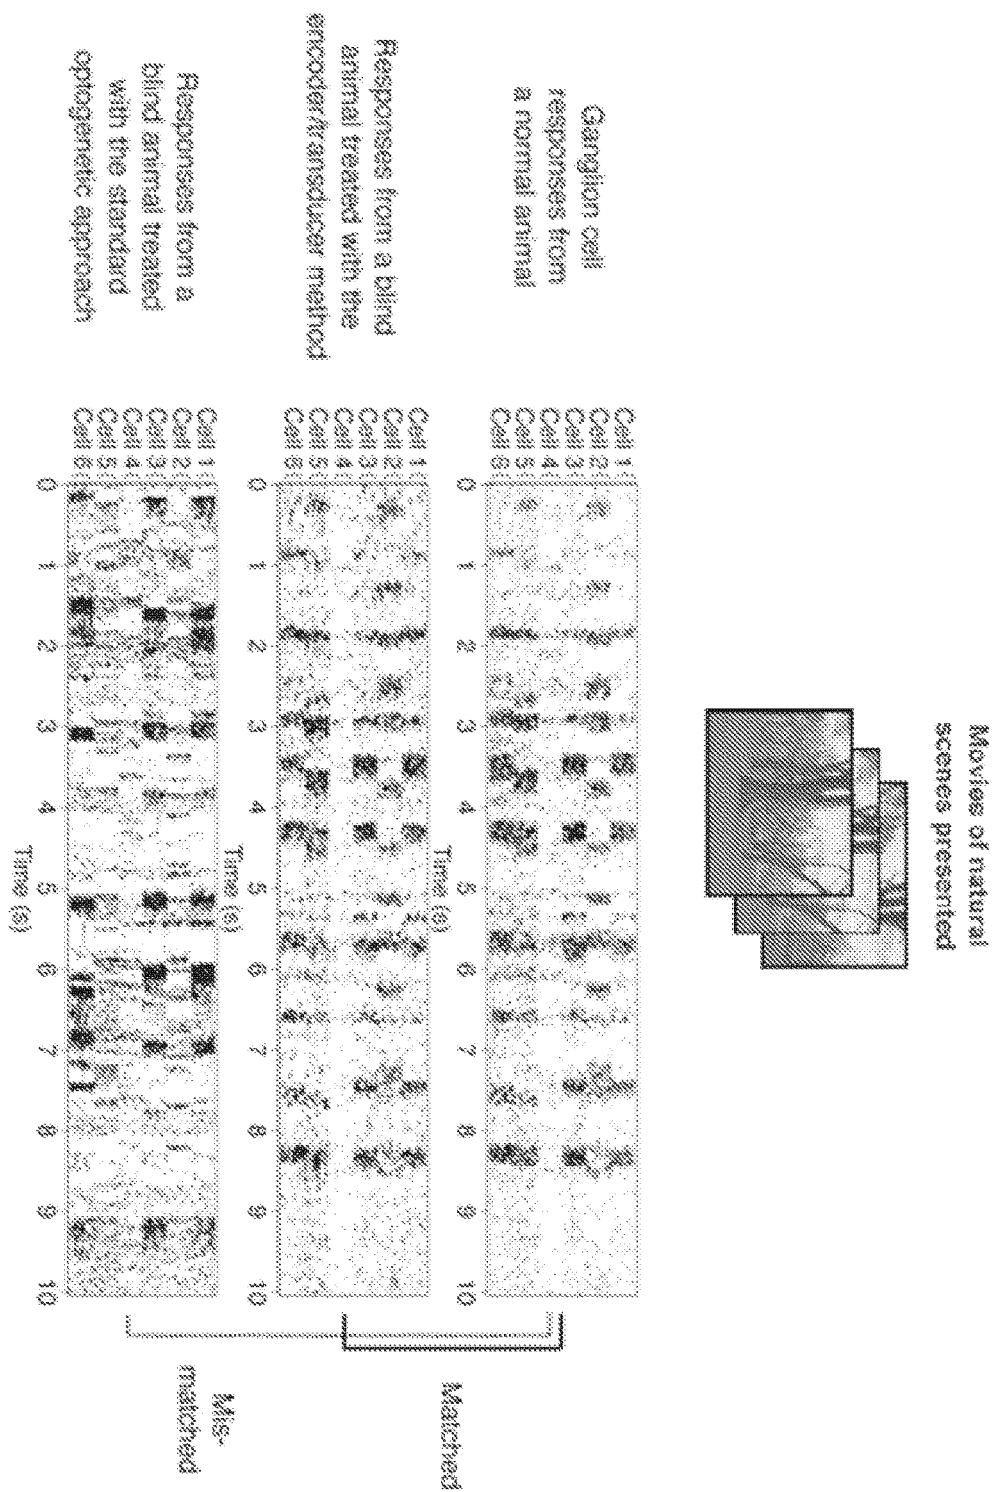 Movies of natural
scenes presented
Ganglion cell
responses from
a normal animal
Cell 1
Cell 2
Cell 3
Cell 4
Cell 5
Cell 6
0 1 2 3 4 5 6 7 8 9 10
Time (s)
Responses from a blind
animal treated with the
encoder/transducer method
Cell 1
Cell 2
Cell 3
Cell 4
Cell 5
Cell 6
0 1 2 3 4 5 6 7 8 9 10
Time (s)
Responses from a
blind animal treated
with the standard
optogenetic approach
Cell 1
Cell 2
Cell 3
Cell 4
Cell 5
Cell 6
0 1 2 3 4 5 6 7 8 9 10
Time (s)
Matched
Mis-
matched